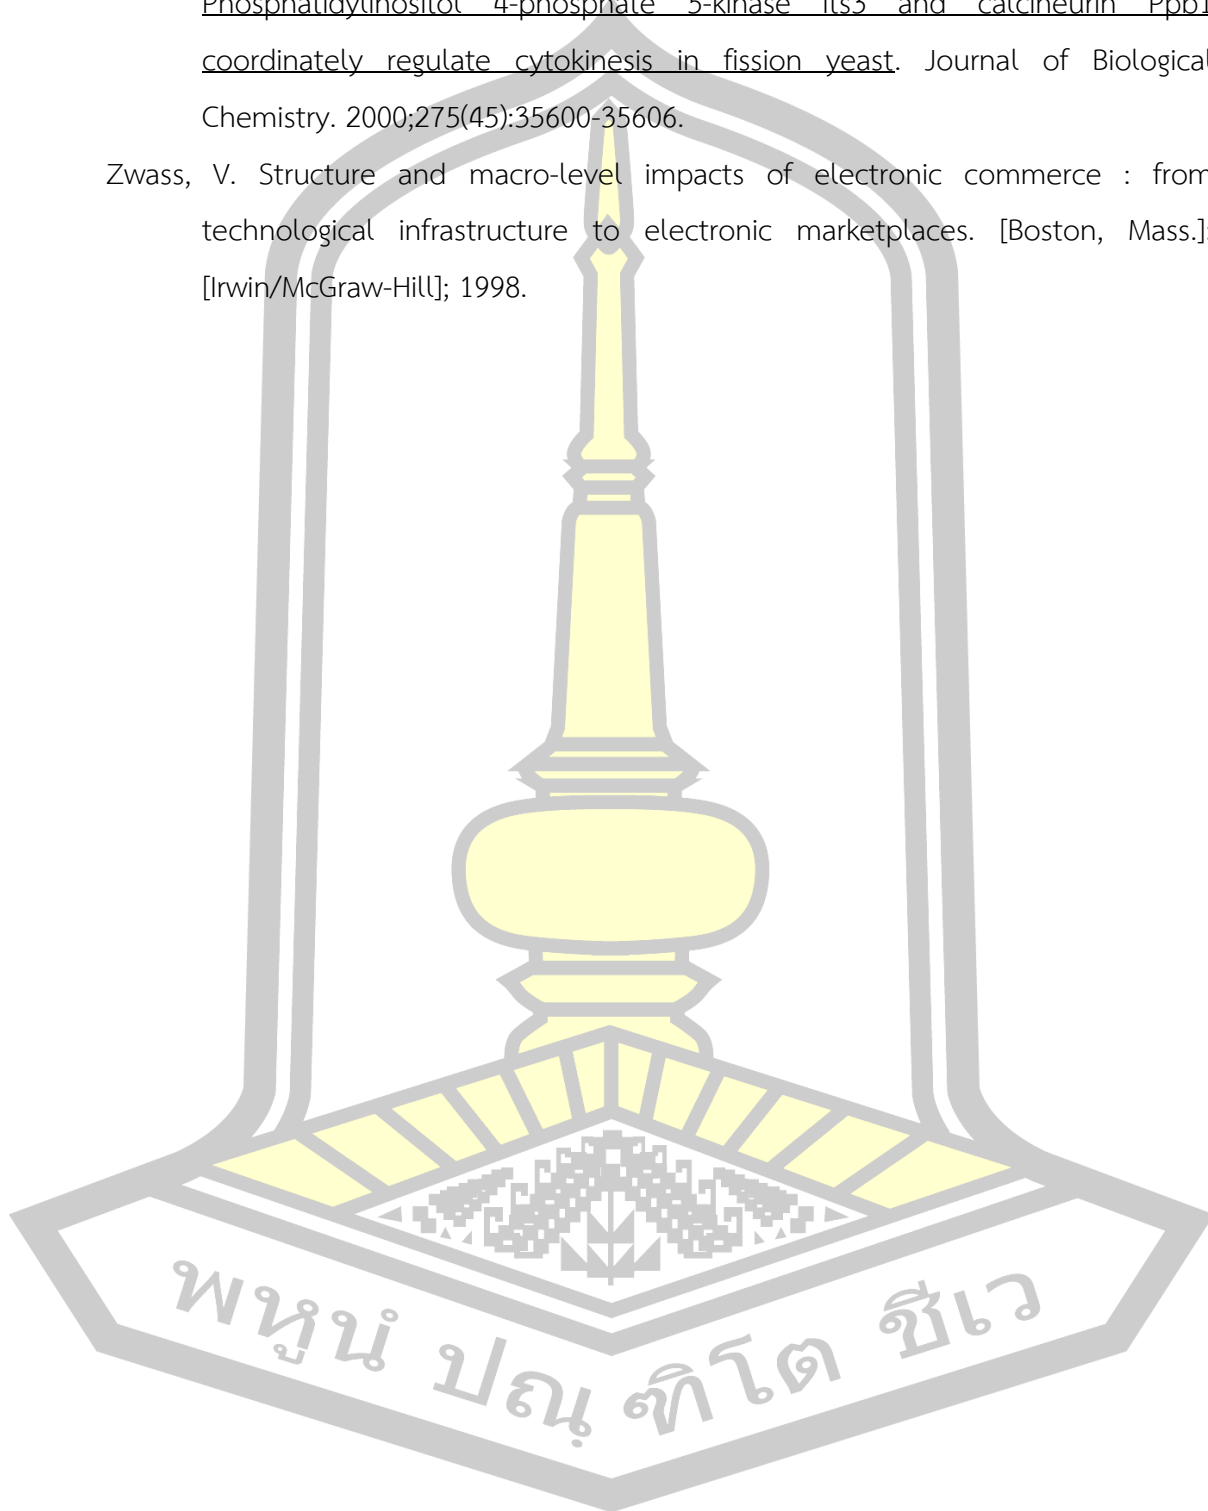 Phosphatidylinositol 4-phosphate 5-kinase Its3 and calcineurin Ppb1
coordinately regulate cytokinesis in fission yeast. Journal of Biological
Chemistry. 2000;275(45):35600-35606.
Zwass, V. Structure and macro-level impacts of electronic commerce : from
technological infrastructure to electronic marketplaces. [Boston, Mass.]:
[Irwin/McGraw-Hill]; 1998.
พหูนํ ปณฺฑิโต ชีเว